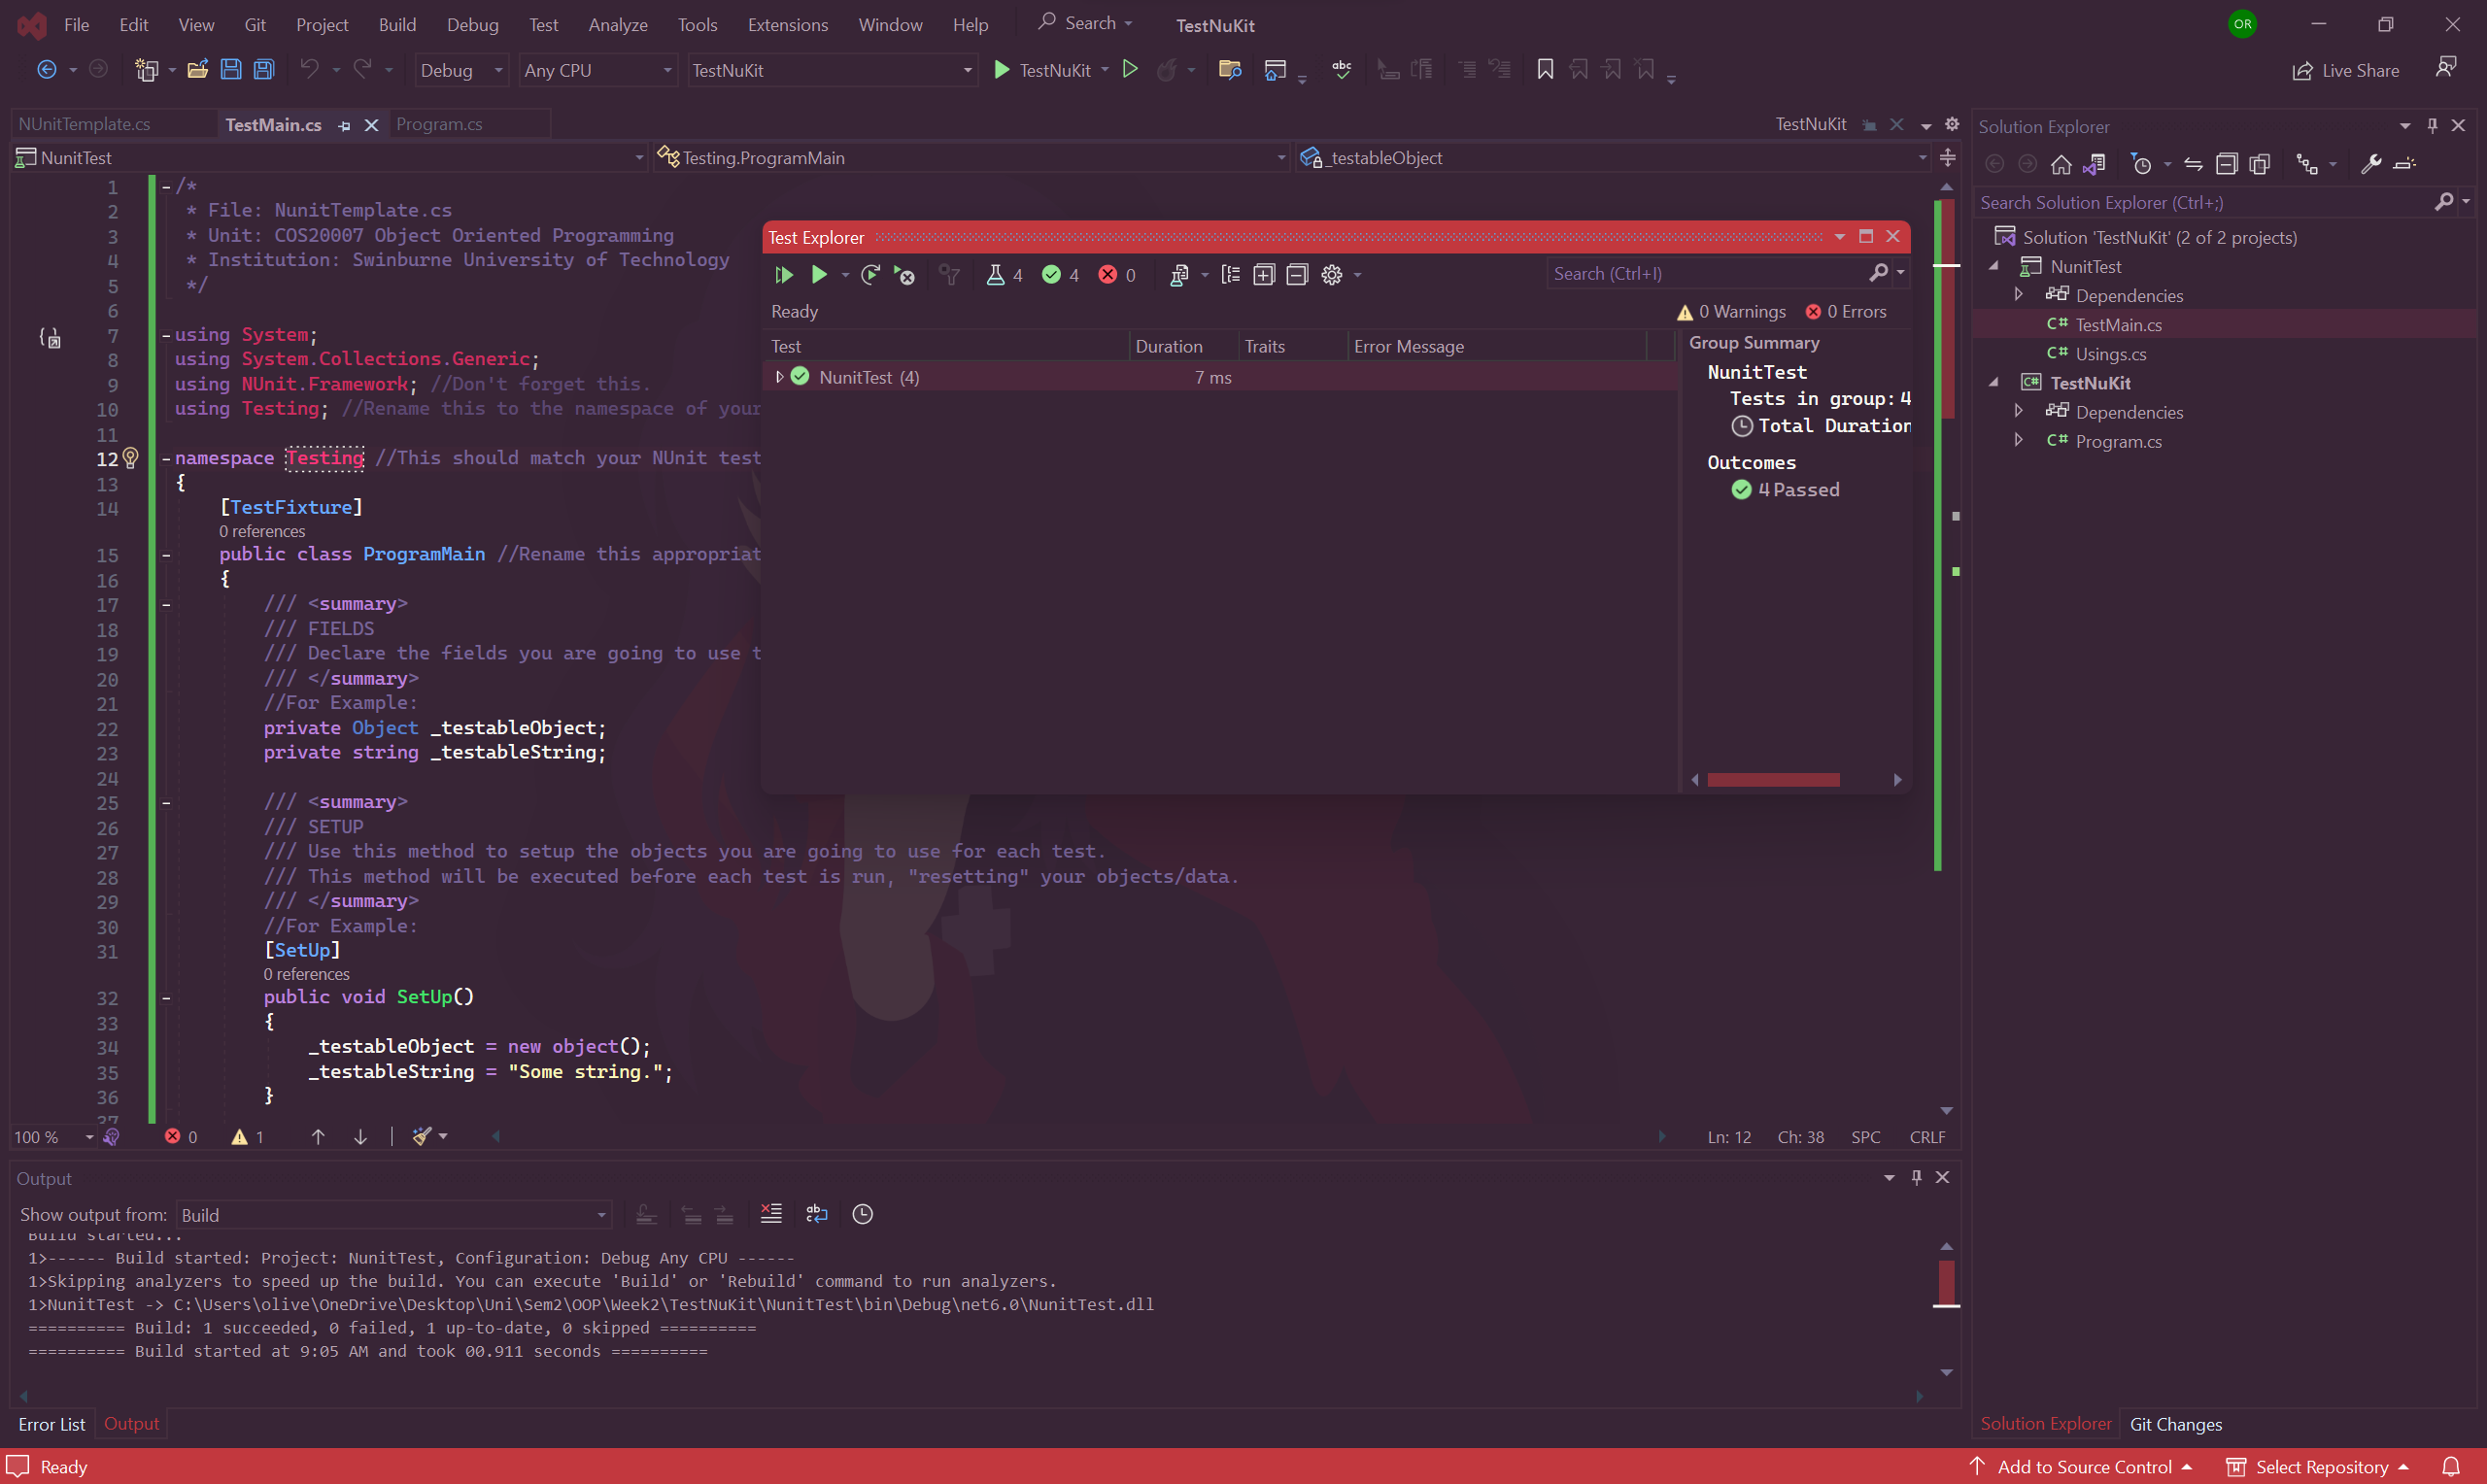 File Edit View Git Project Build Debug Test Analyze Tools Extensions Window Help Search TestNuKit OR
Debug Any CPU TestNuKit TestNuKit Live Share
NUnitTemplate.cs TestMain.cs Program.cs TestNuKit
NunitTest Testing.ProgramMain _testableObject
1 /*
2 * File: NunitTemplate.cs
3 * Unit: COS20007 Object Oriented Programming
4 * Institution: Swinburne University of Technology
5 */
6
7 using System;
8 using System.Collections.Generic;
9 using NUnit.Framework; //Don't forget this.
10 using Testing; //Rename this to the namespace of your
11
12 namespace Testing //This should match your NUnit test
13 {
14 [TestFixture]
0 references
15 public class ProgramMain //Rename this appropriat
16 {
17 /// <summary>
18 /// FIELDS
19 /// Declare the fields you are going to use t
20 /// </summary>
21 //For Example:
22 private Object _testableObject;
23 private string _testableString;
24
25 /// <summary>
26 /// SETUP
27 /// Use this method to setup the objects you are going to use for each test.
28 /// This method will be executed before each test is run, "resetting" your objects/data.
29 /// </summary>
30 //For Example:
31 [SetUp]
0 references
32 public void SetUp()
33 {
34 _testableObject = new object();
35 _testableString = "Some string.";
36 }
37
100 % 0 1 Ln: 12 Ch: 38 SPC CRLF
Test Explorer
4 4 0 Search (Ctrl+I)
Ready 0 Warnings 0 Errors
Test Duration Traits Error Message
NunitTest (4) 7 ms
Group Summary
NunitTest
Tests in group: 4
Total Duration
Outcomes
4 Passed
Output
Show output from: Build
Build started...
1>------ Build started: Project: NunitTest, Configuration: Debug Any CPU ------
1>Skipping analyzers to speed up the build. You can execute 'Build' or 'Rebuild' command to run analyzers.
1>NunitTest -> C:\Users\olive\OneDrive\Desktop\Uni\Sem2\OOP\Week2\TestNuKit\NunitTest\bin\Debug\net6.0\NunitTest.dll
========== Build: 1 succeeded, 0 failed, 1 up-to-date, 0 skipped ==========
========== Build started at 9:05 AM and took 00.911 seconds ==========
Error List Output
Solution Explorer
Search Solution Explorer (Ctrl+;)
Solution 'TestNuKit' (2 of 2 projects)
NunitTest
Dependencies
C# TestMain.cs
C# Usings.cs
C# TestNuKit
Dependencies
C# Program.cs
Solution Explorer Git Changes
Ready Add to Source Control Select Repository